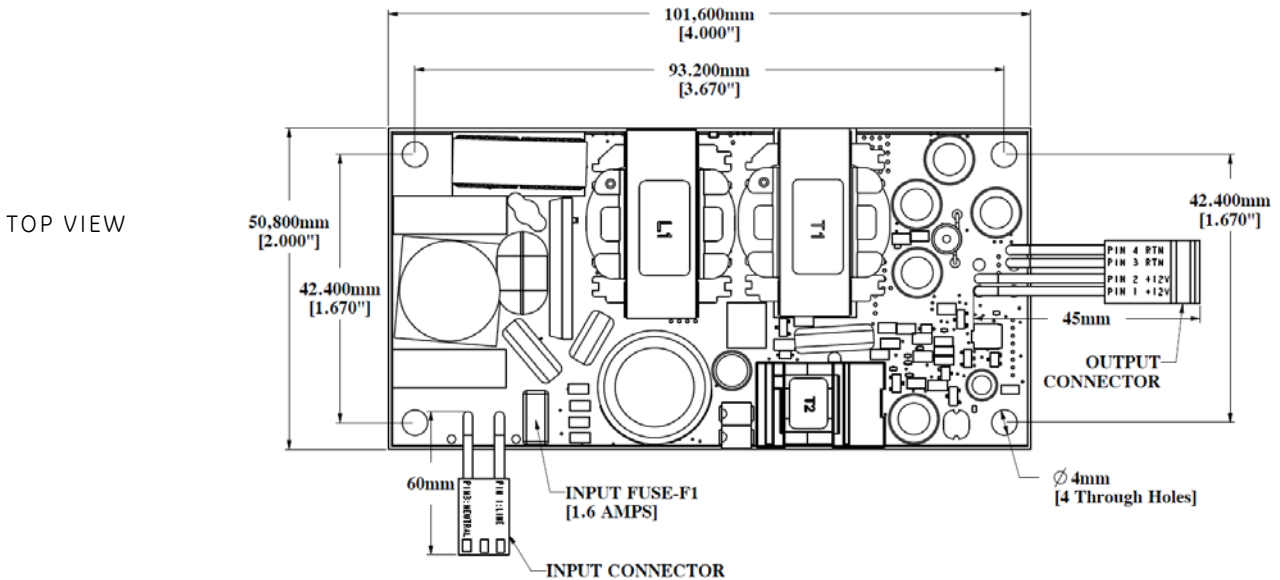 101,600mm
[4.000"]
93.200mm
[3.670"]
TOP VIEW
50,800mm
[2.000"]
42.400mm
[1.670"]
L1
T1
42.400mm
[1.670"]
PIN 4 RTN
PIN 3 RTN
PIN 2 +12V
PIN 1 +12V
45mm
OUTPUT
CONNECTOR
T2
60mm
PIN3:NEUTRAL
PIN 1:LINE
INPUT FUSE-F1
[1.6 AMPS]
Ø 4mm
[4 Through Holes]
INPUT CONNECTOR